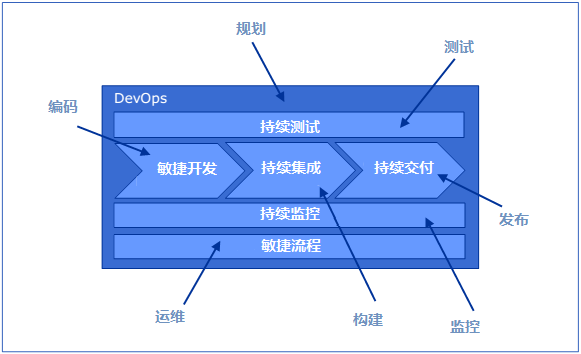 规划
测试
编码
DevOps
持续测试
敏捷开发
持续集成
持续交付
持续监控
发布
敏捷流程
运维
构建
监控